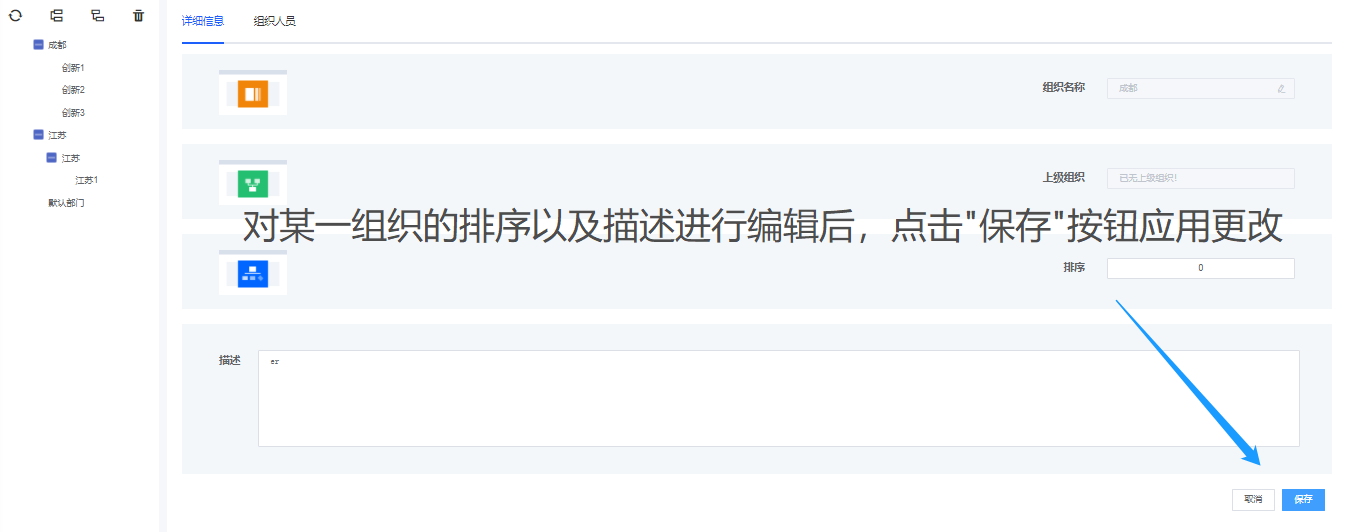 成都
创新1
创新2
创新3
江苏
江苏
江苏1
默认部门
详细信息 组织人员
组织名称 成都
上级组织 已无上级组织!
对某一组织的排序以及描述进行编辑后，点击"保存"按钮应用更改
排序 0
描述 er
取消 保存